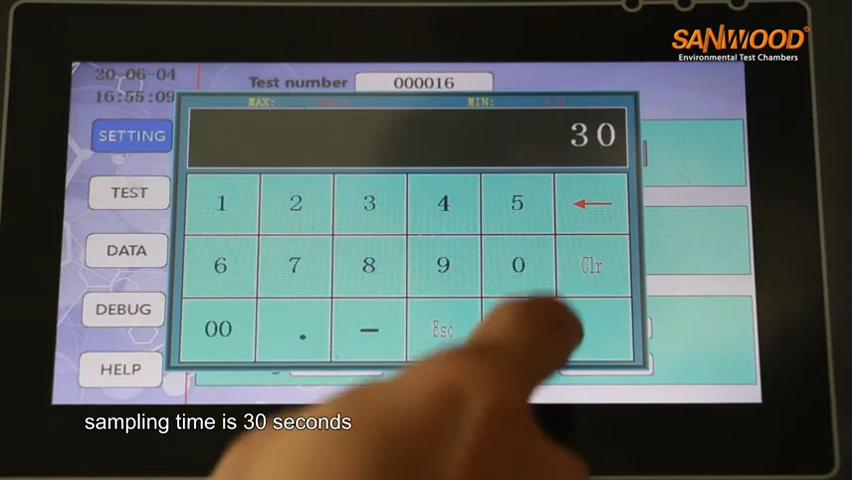 SANWOOD®
Environmental Test Chambers
20-06-04
16:55:09
Test number 000016
MAX: MIN:
30
SETTING
TEST
DATA
DEBUG
HELP
1 2 3 4 5 ←
6 7 8 9 0 Clr
00 . - Esc
sampling time is 30 seconds